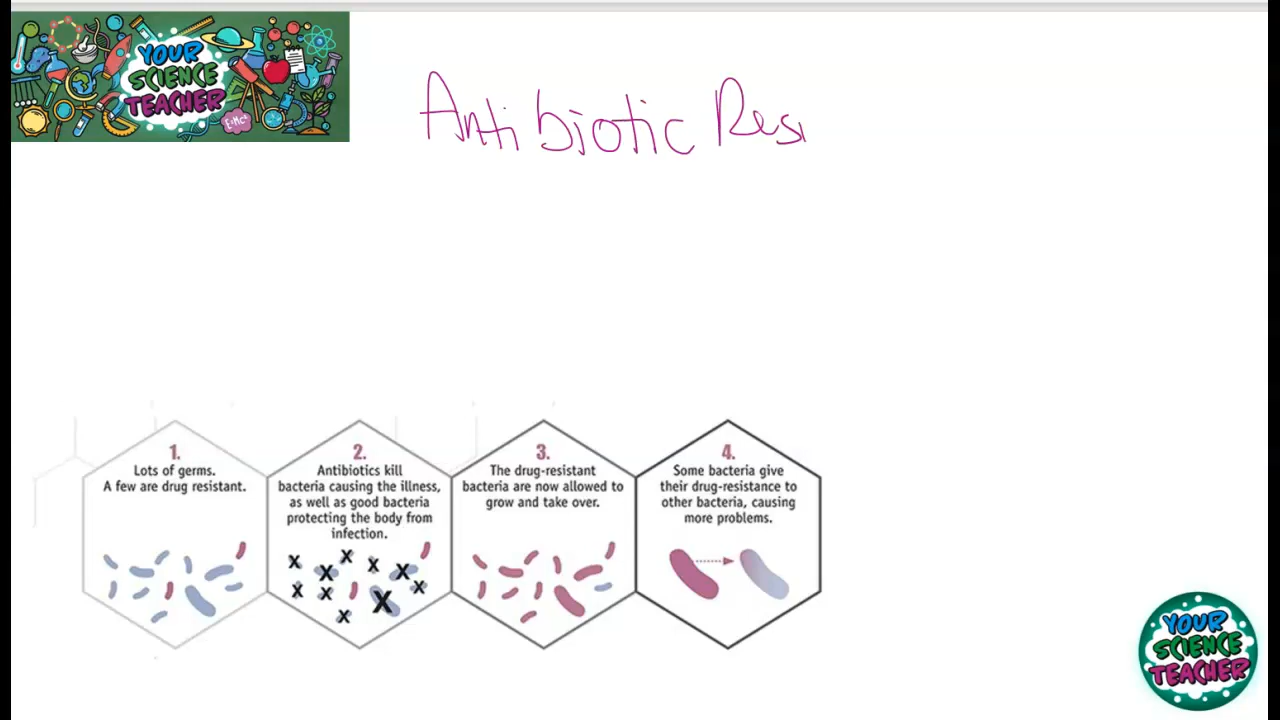 YOUR
SCIENCE
TEACHER
E=MC²
Antibiotic Resi
1.
Lots of germs.
A few are drug resistant.
2.
Antibiotics kill
bacteria causing the illness,
as well as good bacteria
protecting the body from
infection.
X X X X X X X X X X X
3.
The drug-resistant
bacteria are now allowed to
grow and take over.
4.
Some bacteria give
their drug-resistance to
other bacteria, causing
more problems.
YOUR
SCIENCE
TEACHER